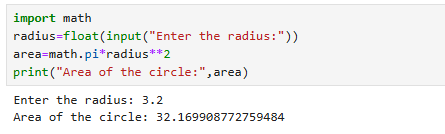 import math
radius=float(input("Enter the radius:"))
area=math.pi*radius**2
print("Area of the circle:",area)
Enter the radius: 3.2
Area of the circle: 32.169908772759484